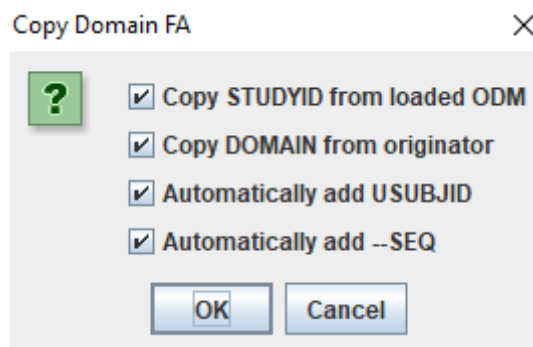 Copy Domain FA
?
Copy STUDYID from loaded ODM
Copy DOMAIN from originator
Automatically add USUBJID
Automatically add --SEQ
OK Cancel